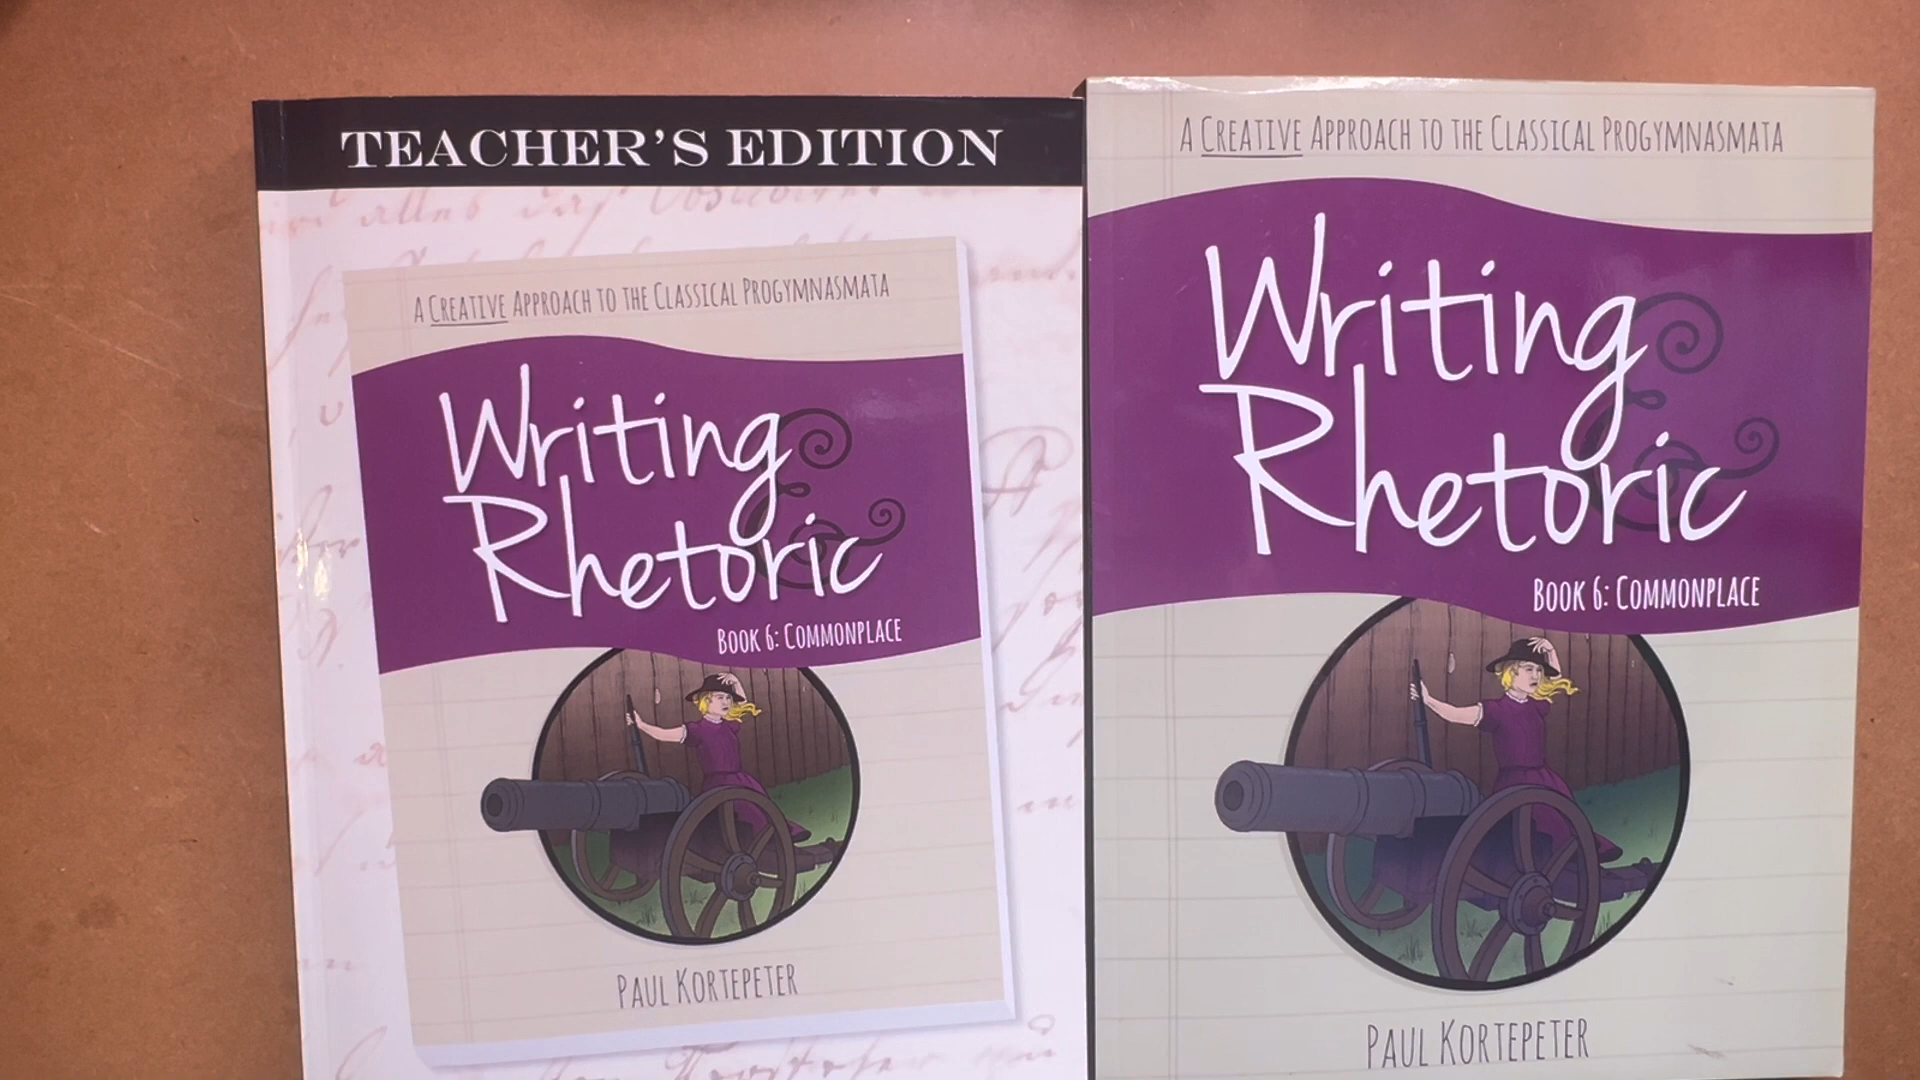 TEACHER'S EDITION
A CREATIVE APPROACH TO THE CLASSICAL PROGYMNASMATA
Writing
&
Rhetoric
BOOK 6: COMMONPLACE
PAUL KORTEPETER
A CREATIVE APPROACH TO THE CLASSICAL PROGYMNASMATA
Writing
&
Rhetoric
BOOK 6: COMMONPLACE
PAUL KORTEPETER